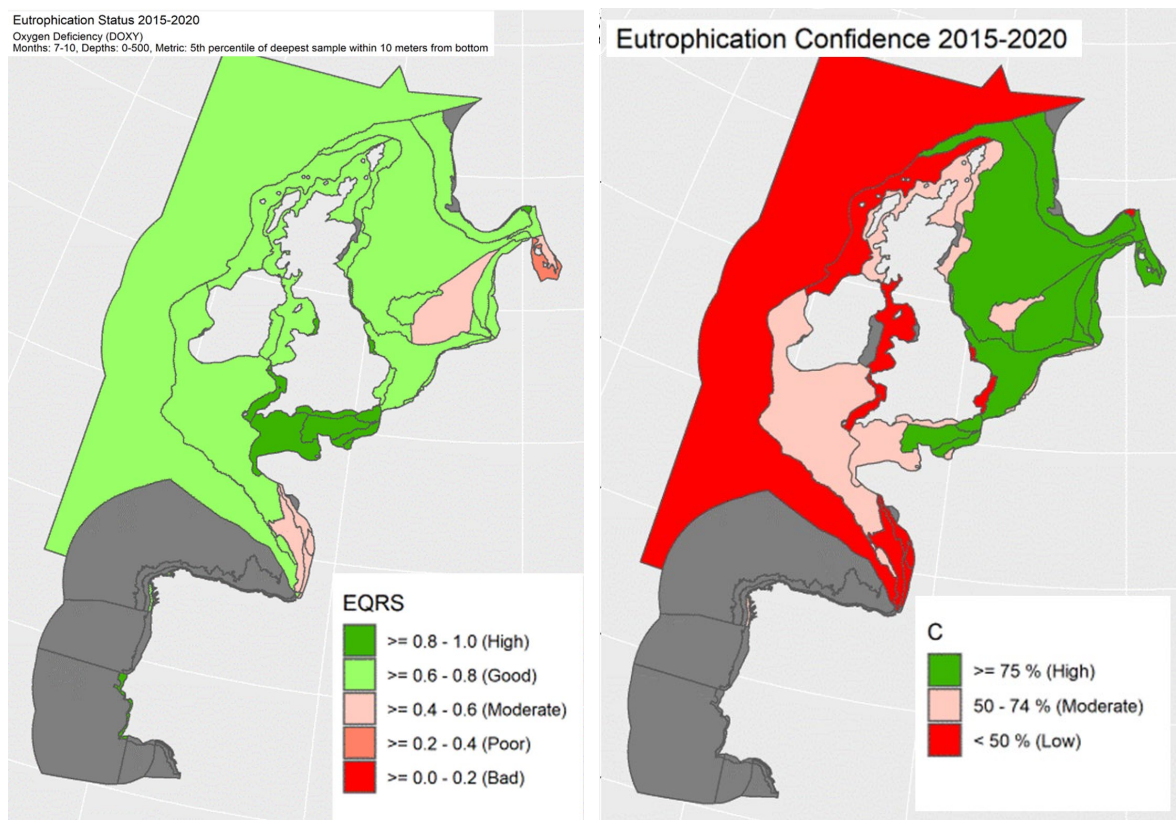 Eutrophication Status 2015-2020
Oxygen Deficiency (DOXY)
Months: 7-10, Depths: 0-500, Metric: 5th percentile of deepest sample within 10 meters from bottom
EQRS
>= 0.8 - 1.0 (High)
>= 0.6 - 0.8 (Good)
>= 0.4 - 0.6 (Moderate)
>= 0.2 - 0.4 (Poor)
>= 0.0 - 0.2 (Bad)
Eutrophication Confidence 2015-2020
C
>= 75 % (High)
50 - 74 % (Moderate)
< 50 % (Low)